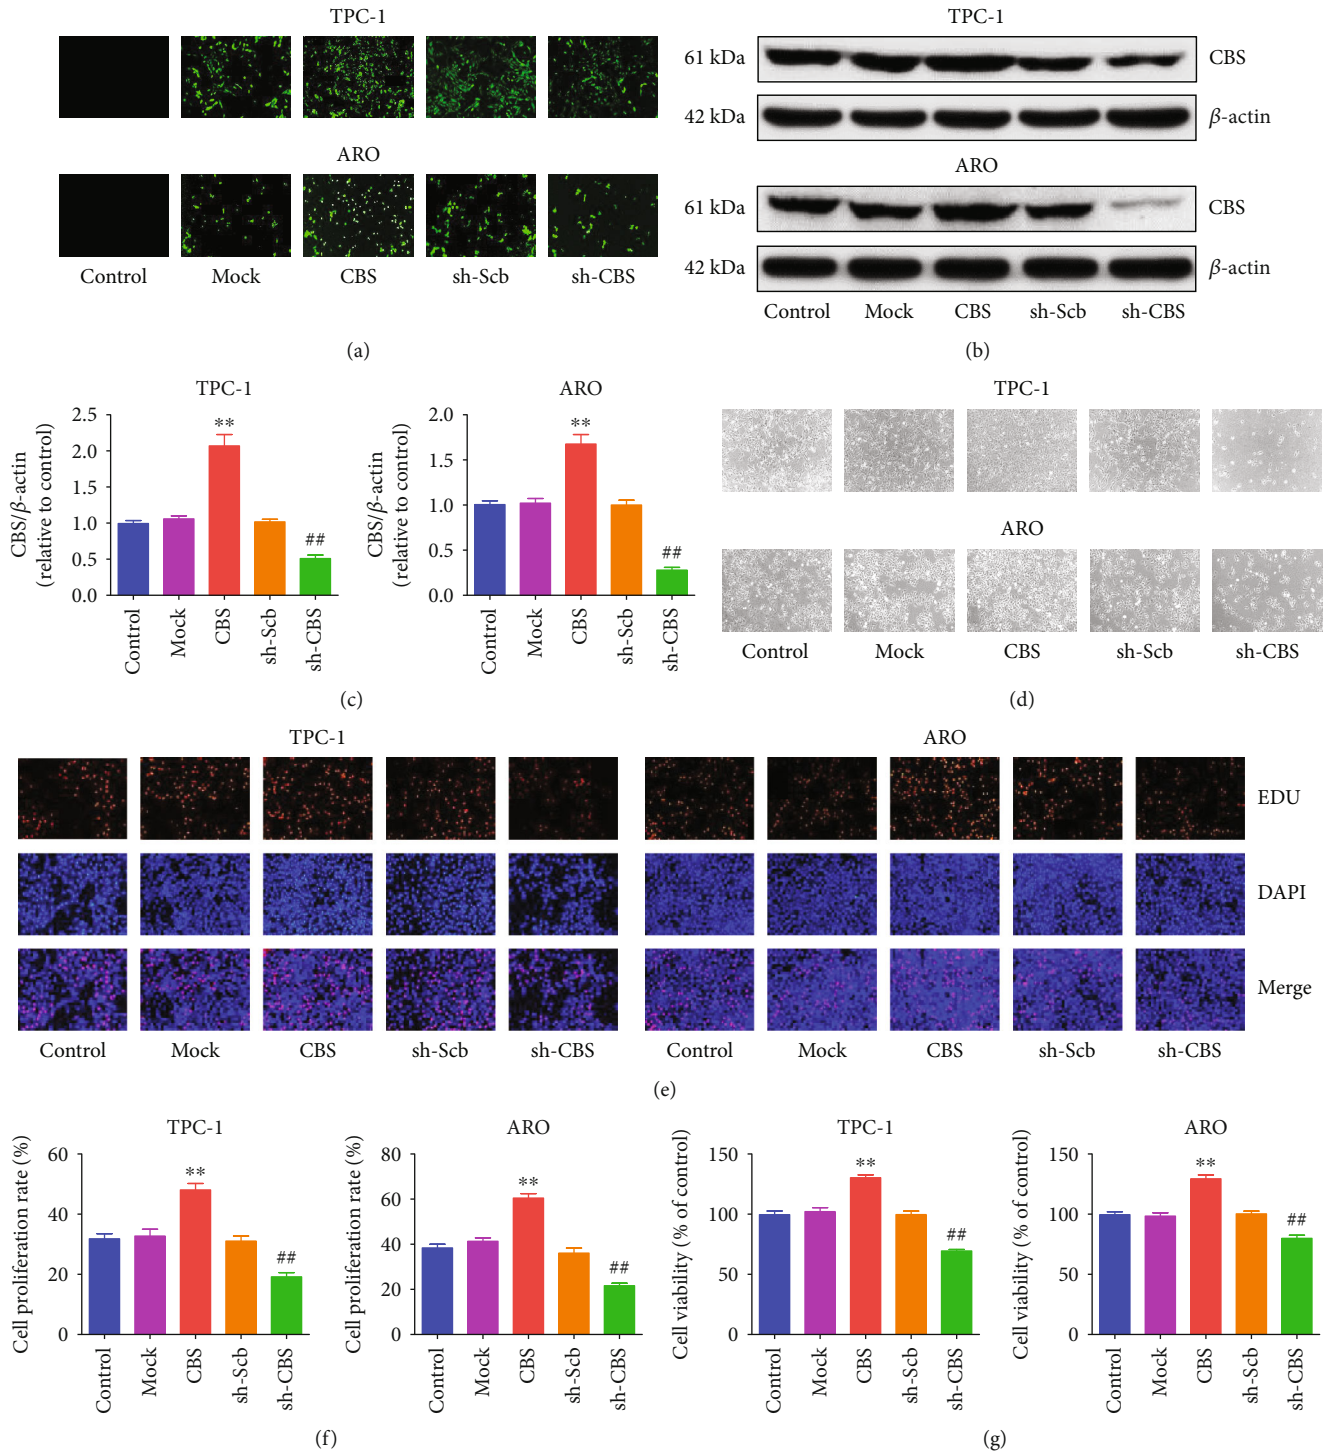 TPC-1
ARO
Control Mock CBS sh-Scb sh-CBS
(a)
TPC-1
61 kDa CBS
42 kDa β-actin
ARO
61 kDa CBS
42 kDa β-actin
Control Mock CBS sh-Scb sh-CBS
(b)
TPC-1
CBS/β-actin
(relative to control)
2.5
2.0
1.5
1.0
0.5
0.0
**
##
Control Mock CBS sh-Scb sh-CBS
ARO
CBS/β-actin
(relative to control)
2.0
1.5
1.0
0.5
0.0
**
##
Control Mock CBS sh-Scb sh-CBS
(c)
TPC-1
ARO
Control Mock CBS sh-Scb sh-CBS
(d)
TPC-1 ARO
EDU
DAPI
Merge
Control Mock CBS sh-Scb sh-CBS Control Mock CBS sh-Scb sh-CBS
(e)
TPC-1
Cell proliferation rate (%)
60
40
20
0
**
##
Control Mock CBS sh-Scb sh-CBS
ARO
Cell proliferation rate (%)
80
60
40
20
0
**
##
Control Mock CBS sh-Scb sh-CBS
(f)
TPC-1
Cell viability (% of control)
150
100
50
0
**
##
Control Mock CBS sh-Scb sh-CBS
ARO
Cell viability (% of control)
150
100
50
0
**
##
Control Mock CBS sh-Scb sh-CBS
(g)